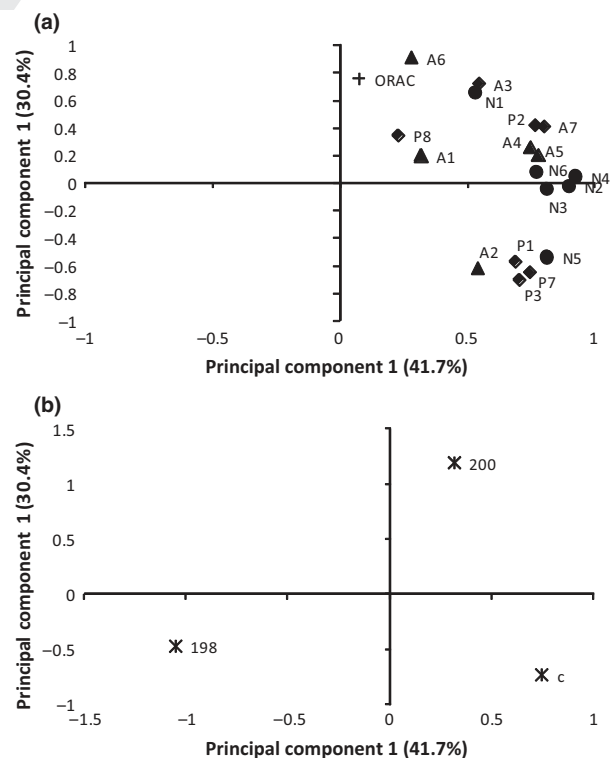 (a)
Principal component 1 (30.4%)
1
0.8
0.6
0.4
0.2
0
−0.2
−0.4
−0.6
−0.8
−1
A6
ORAC
A3
N1
P2
A7
P8
A4
A5
A1
N6
N4
N2
N3
P1
N5
A2
P7
P3
−1
−0.5
0
0.5
1
Principal component 1 (41.7%)
(b)
Principal component 1 (30.4%)
1.5
1
0.5
0
−0.5
−1
200
198
c
−1.5
−1
−0.5
0
0.5
1
Principal component 1 (41.7%)